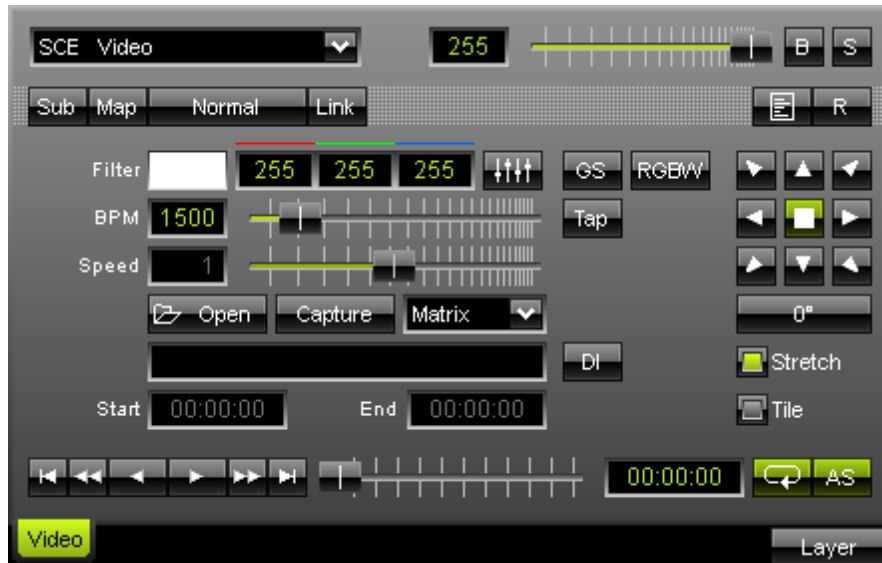 SCE Video 255 B S
Sub Map Normal Link R
Filter 255 255 255 GS RGBW
BPM 1500 Tap
Speed 1
Open Capture Matrix 0°
DI Stretch
Start 00:00:00 End 00:00:00 Tile
00:00:00 AS
Video Layer